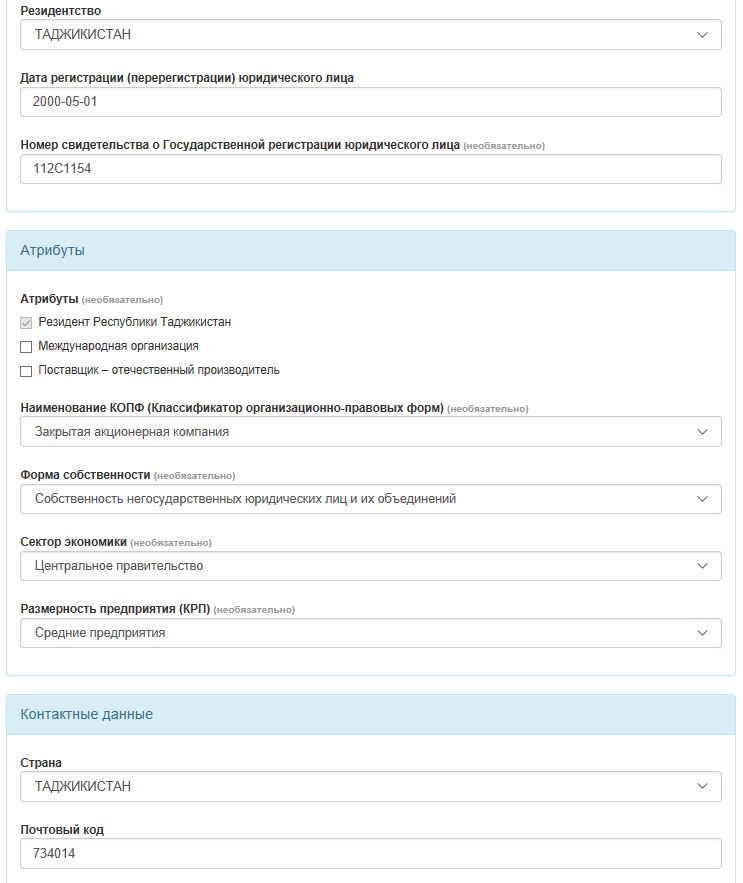 Резидентство
ТАДЖИКИСТАН
Дата регистрации (перерегистрации) юридического лица
2000-05-01
Номер свидетельства о Государственной регистрации юридического лица (необязательно)
112С1154
Атрибуты
Атрибуты (необязательно)
Резидент Республики Таджикистан
Международная организация
Поставщик – отечественный производитель
Наименование КОПФ (Классификатор организационно-правовых форм) (необязательно)
Закрытая акционерная компания
Форма собственности (необязательно)
Собственность негосударственных юридических лиц и их объединений
Сектор экономики (необязательно)
Центральное правительство
Размерность предприятия (КРП) (необязательно)
Средние предприятия
Контактные данные
Страна
ТАДЖИКИСТАН
Почтовый код
734014